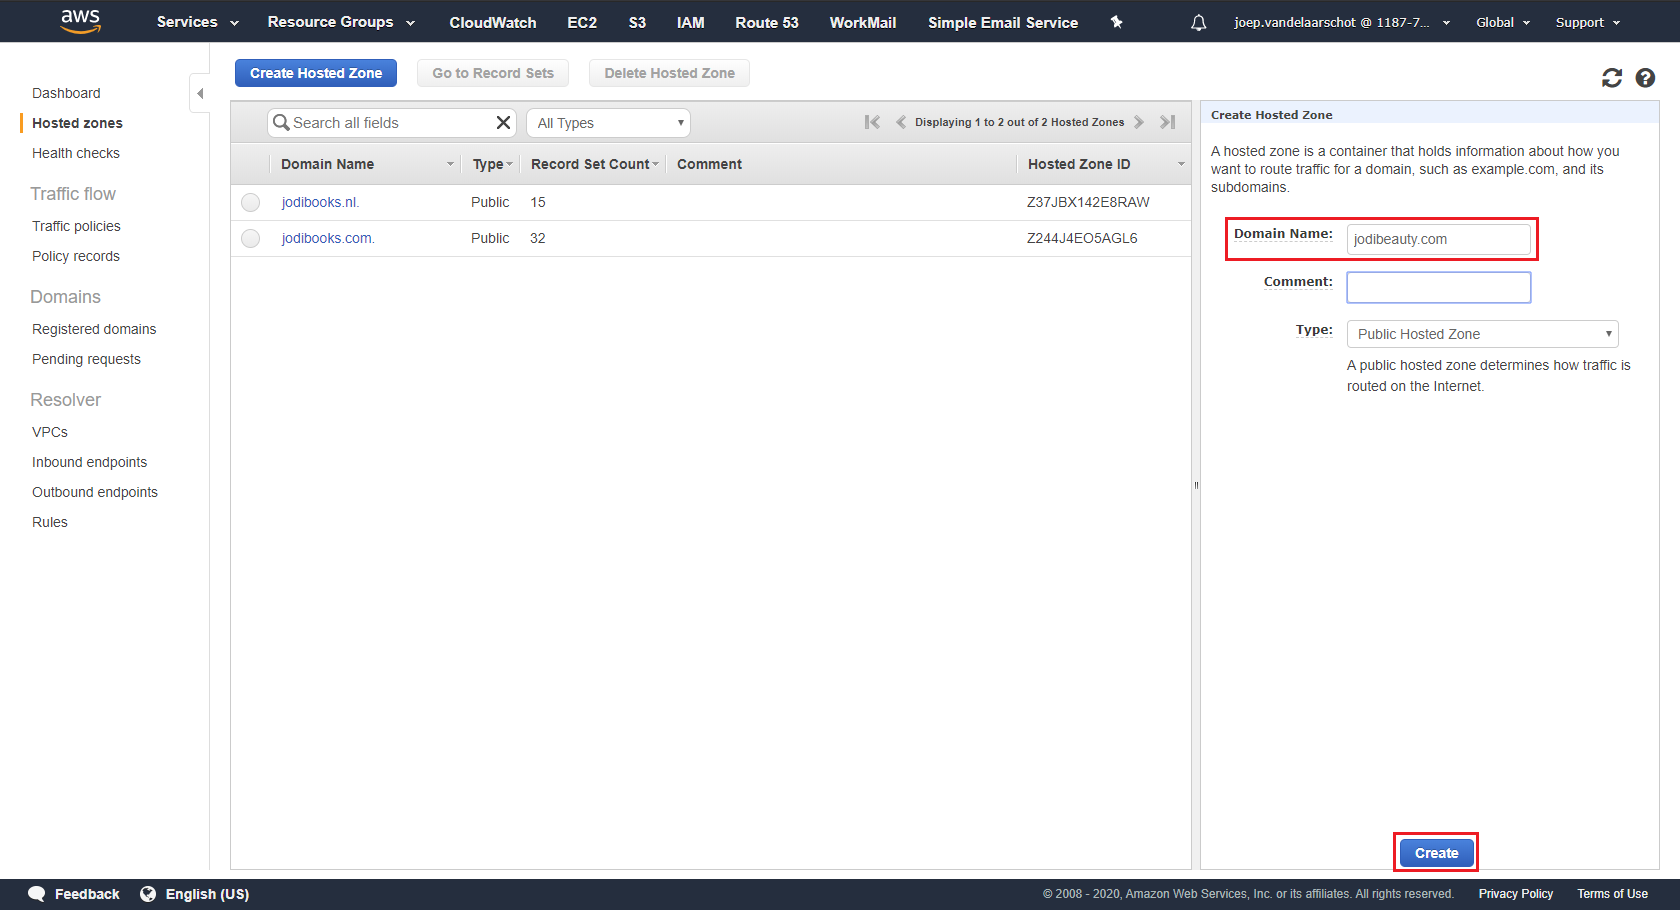 aws Services Resource Groups CloudWatch EC2 S3 IAM Route 53 WorkMail Simple Email Service joep.vandelaarschot @ 1187-7... Global Support
Dashboard
Hosted zones
Health checks
Traffic flow
Traffic policies
Policy records
Domains
Registered domains
Pending requests
Resolver
VPCs
Inbound endpoints
Outbound endpoints
Rules
Create Hosted Zone Go to Record Sets Delete Hosted Zone
Search all fields All Types Displaying 1 to 2 out of 2 Hosted Zones
Domain Name Type Record Set Count Comment Hosted Zone ID
jodibooks.nl. Public 15 Z37JBX142E8RAW
jodibooks.com. Public 32 Z244J4EO5AGL6
Create Hosted Zone
A hosted zone is a container that holds information about how you
want to route traffic for a domain, such as example.com, and its
subdomains.
Domain Name: jodibeauty.com
Comment:
Type: Public Hosted Zone
A public hosted zone determines how traffic is
routed on the Internet.
Create
Feedback English (US) © 2008 - 2020, Amazon Web Services, Inc. or its affiliates. All rights reserved. Privacy Policy Terms of Use